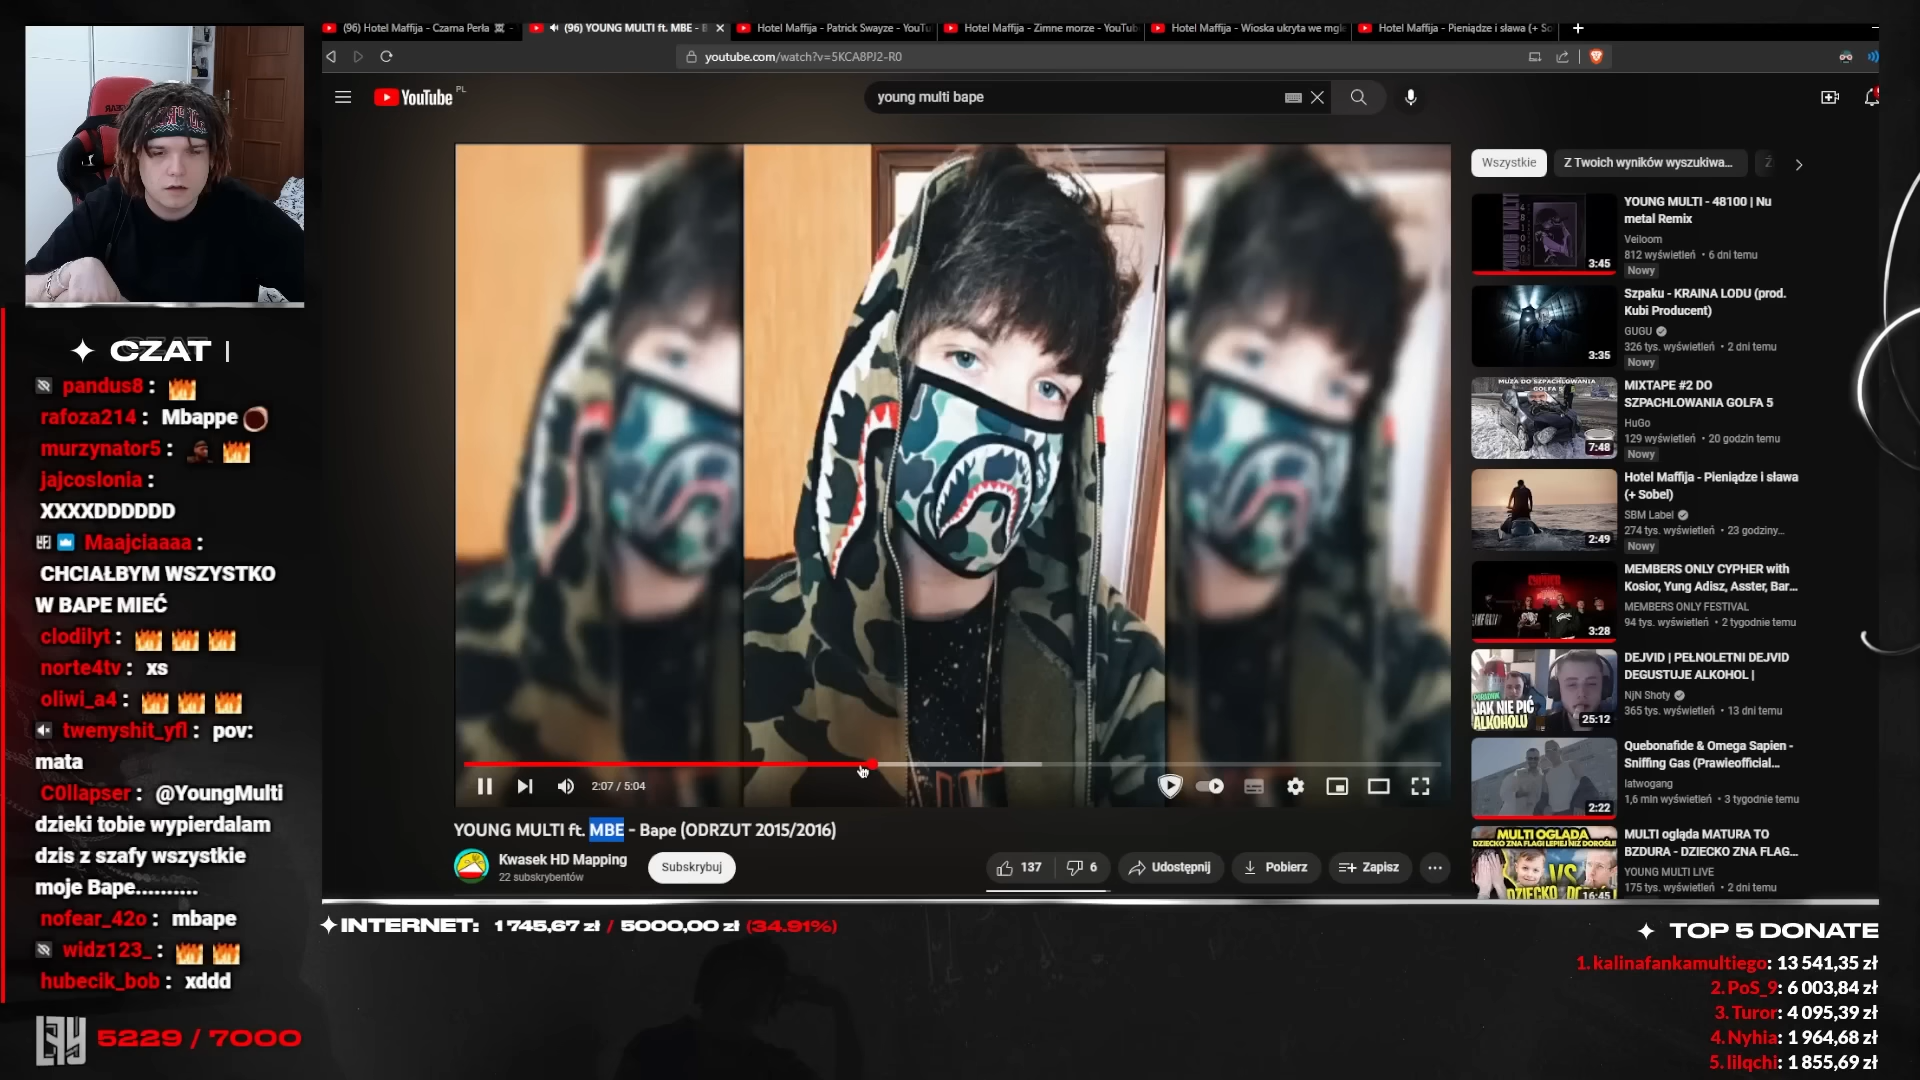 (96) Hotel Maffija - Czarna Perła
(96) YOUNG MULTI ft. MBE - B
Hotel Maffija - Patrick Swayze - YouTu
Hotel Maffija - Zimne morze - YouTub
Hotel Maffija - Wioska ukryta we mgle
Hotel Maffija - Pieniądze i sława (+ So
youtube.com/watch?v=5KCA8PJ2-R0
YouTube PL
young multi bape
Wszystkie
Z Twoich wyników wyszukiwa...
YOUNG MULTI - 48100 | Nu
metal Remix
Veiloom
812 wyświetleń • 6 dni temu
Nowy
3:45
Szpaku - KRAINA LODU (prod.
Kubi Producent)
GUGU
326 tys. wyświetleń • 2 dni temu
Nowy
3:35
MIXTAPE #2 DO
SZPACHLOWANIA GOLFA 5
HuGo
129 wyświetleń • 20 godzin temu
Nowy
MUZA DO SZPACHLOWANIA
GOLFA 5
7:48
Hotel Maffija - Pieniądze i sława
(+ Sobel)
SBM Label
274 tys. wyświetleń • 23 godziny...
Nowy
2:49
MEMBERS ONLY CYPHER with
Kosior, Yung Adisz, Asster, Bar...
MEMBERS ONLY FESTIVAL
94 tys. wyświetleń • 2 tygodnie temu
3:28
DEJVID | PEŁNOLETNI DEJVID
DEGUSTUJE ALKOHOL |
NjN Shoty
365 tys. wyświetleń • 13 dni temu
PORADNIK
JAK NIE PIĆ
ALKOHOLU
25:12
Quebonafide & Omega Sapien -
Sniffing Gas (Prawieofficial...
latwogang
1,6 mln wyświetleń • 3 tygodnie temu
2:22
MULTI ogląda MATURA TO
BZDURA - DZIECKO ZNA FLAG...
YOUNG MULTI LIVE
175 tys. wyświetleń • 2 dni temu
MULTI OGLĄDA
DZIECKO ZNA FLAGI LEPIEJ NIŻ DOROŚLI
VS
16:45
2:07 / 5:04
YOUNG MULTI ft. MBE - Bape (ODRZUT 2015/2016)
Kwasek HD Mapping
22 subskrybentów
Subskrybuj
137
6
Udostępnij
Pobierz
Zapisz
CZAT |
pandus8 :
rafoza214 : Mbappe
murzynator5 :
jajcoslonia :
XXXXDDDDDD
Maajciaaaa :
CHCIAŁBYM WSZYSTKO
W BAPE MIEĆ
clodilyt :
norte4tv : xs
oliwi_a4 :
twenyshit_yfl : pov:
mata
C0llapser : @YoungMulti
dzieki tobie wypierdalam
dzis z szafy wszystkie
moje Bape..........
nofear_42o : mbape
widz123_ :
hubecik_bob : xddd
5229 / 7000
INTERNET: 1 745,67 zł / 5000,00 zł (34.91%)
TOP 5 DONATE
1. kalinafankamultiego: 13 541,35 zł
2. PoS_9: 6 003,84 zł
3. Turor: 4 095,39 zł
4. Nyhia: 1 964,68 zł
5. lilqchi: 1 855,69 zł